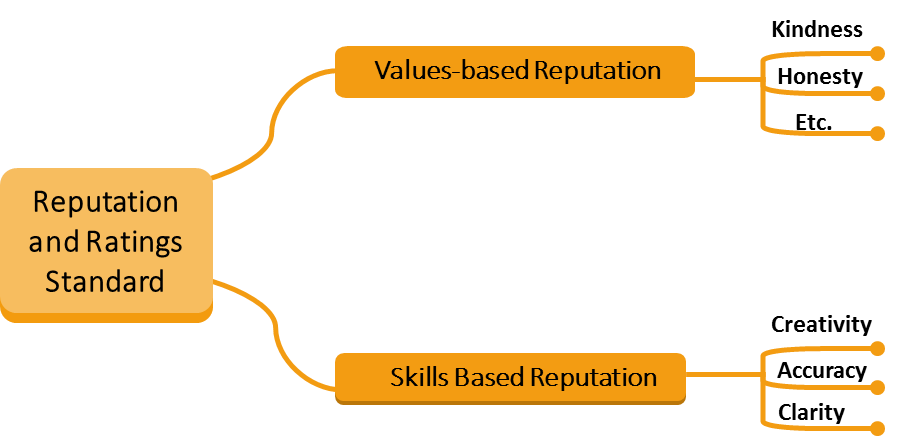 Reputation
and Ratings
Standard
Values-based Reputation
Kindness
Honesty
Etc.
Skills Based Reputation
Creativity
Accuracy
Clarity